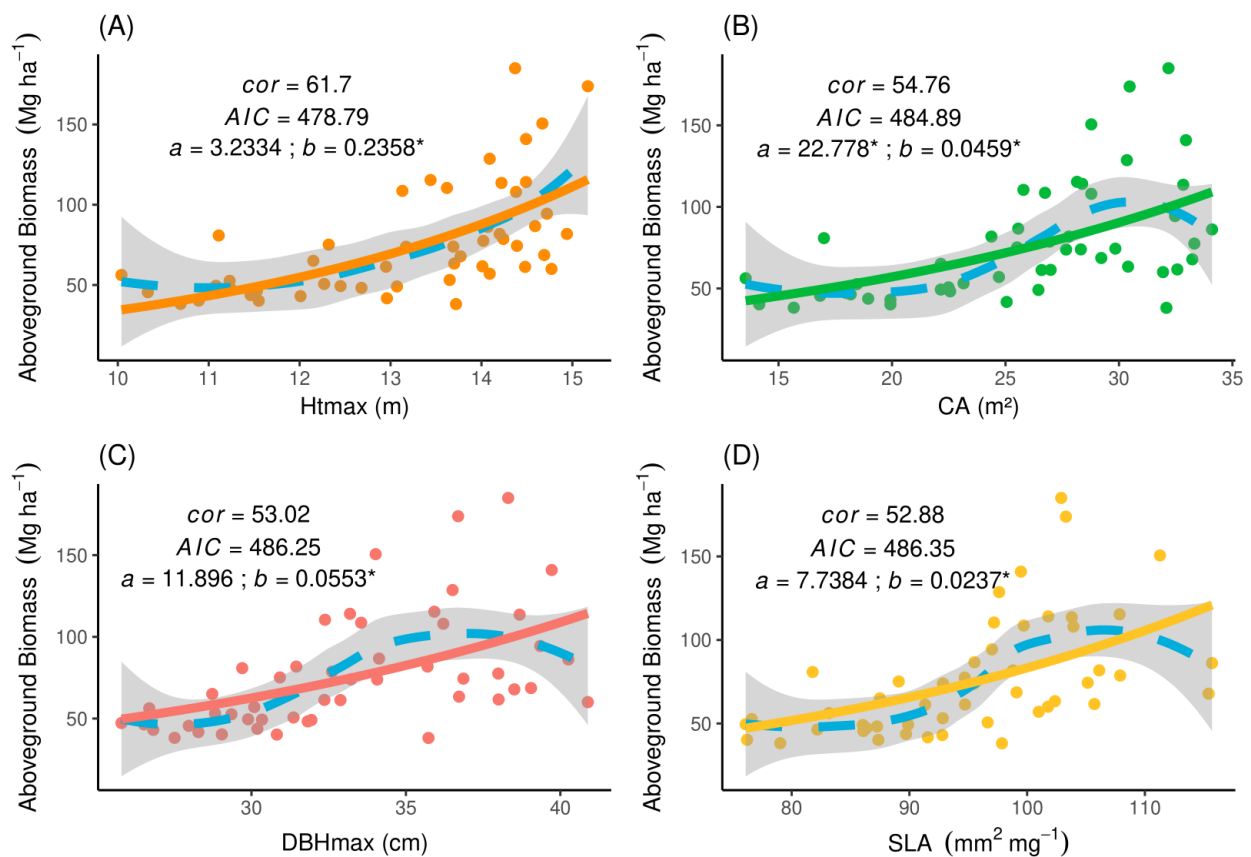 (A)
cor = 61.7
AIC = 478.79
a = 3.2334 ; b = 0.2358*
Aboveground Biomass (Mg ha⁻¹)
150
100
50
10 11 12 13 14 15
Htmax (m)
(B)
cor = 54.76
AIC = 484.89
a = 22.778* ; b = 0.0459*
Aboveground Biomass (Mg ha⁻¹)
150
100
50
15 20 25 30 35
CA (m²)
(C)
cor = 53.02
AIC = 486.25
a = 11.896 ; b = 0.0553*
Aboveground Biomass (Mg ha⁻¹)
150
100
50
30 35 40
DBHmax (cm)
(D)
cor = 52.88
AIC = 486.35
a = 7.7384 ; b = 0.0237*
Aboveground Biomass (Mg ha⁻¹)
150
100
50
80 90 100 110
SLA (mm² mg⁻¹)